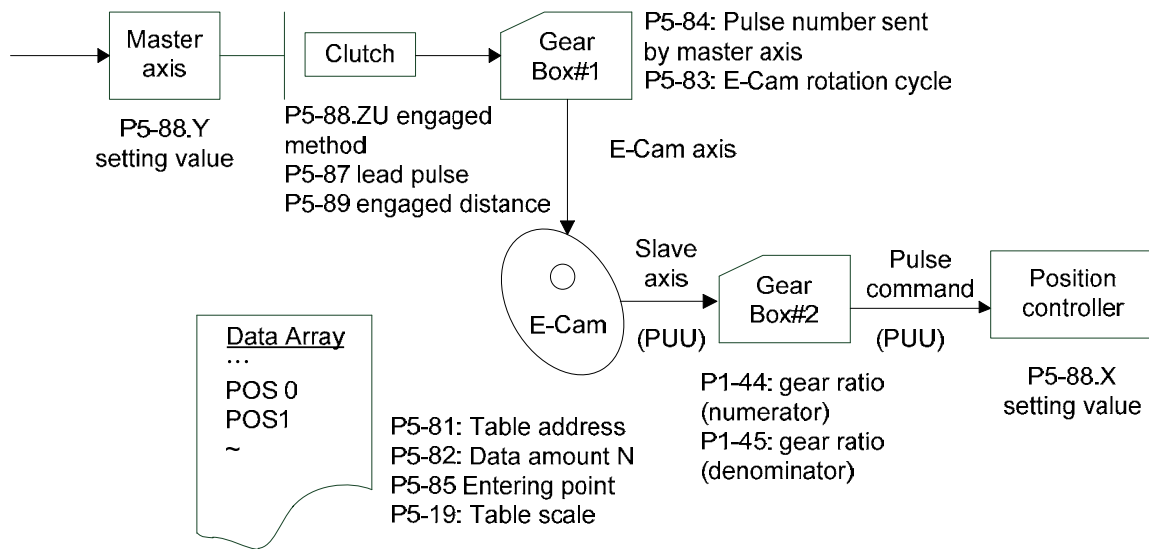 Master
axis
P5-88.Y
setting value
Clutch
P5-88.ZU engaged
method
P5-87 lead pulse
P5-89 engaged distance
Gear
Box#1
P5-84: Pulse number sent
by master axis
P5-83: E-Cam rotation cycle
E-Cam axis
E-Cam
Slave
axis
(PUU)
Gear
Box#2
P1-44: gear ratio
(numerator)
P1-45: gear ratio
(denominator)
Pulse
command
(PUU)
Position
controller
P5-88.X
setting value
Data Array
...
POS 0
POS1
~
P5-81: Table address
P5-82: Data amount N
P5-85 Entering point
P5-19: Table scale